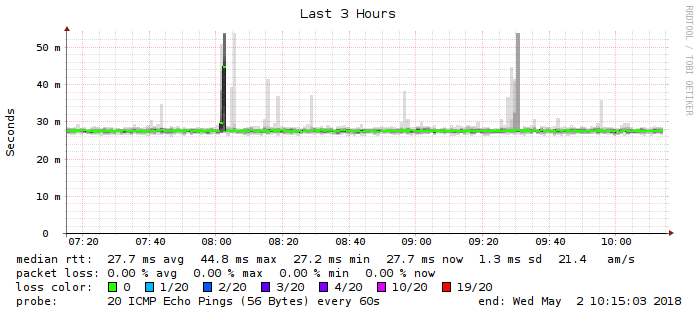 Last 3 Hours
RRDTOOL / TOBI OETIKER
Seconds
50 m
40 m
30 m
20 m
10 m
0
07:20 07:40 08:00 08:20 08:40 09:00 09:20 09:40 10:00
median rtt: 27.7 ms avg 44.8 ms max 27.2 ms min 27.7 ms now 1.3 ms sd 21.4 am/s
packet loss: 0.00 % avg 0.00 % max 0.00 % min 0.00 % now
loss color: 0 1/20 2/20 3/20 4/20 10/20 19/20
probe: 20 ICMP Echo Pings (56 Bytes) every 60s end: Wed May 2 10:15:03 2018